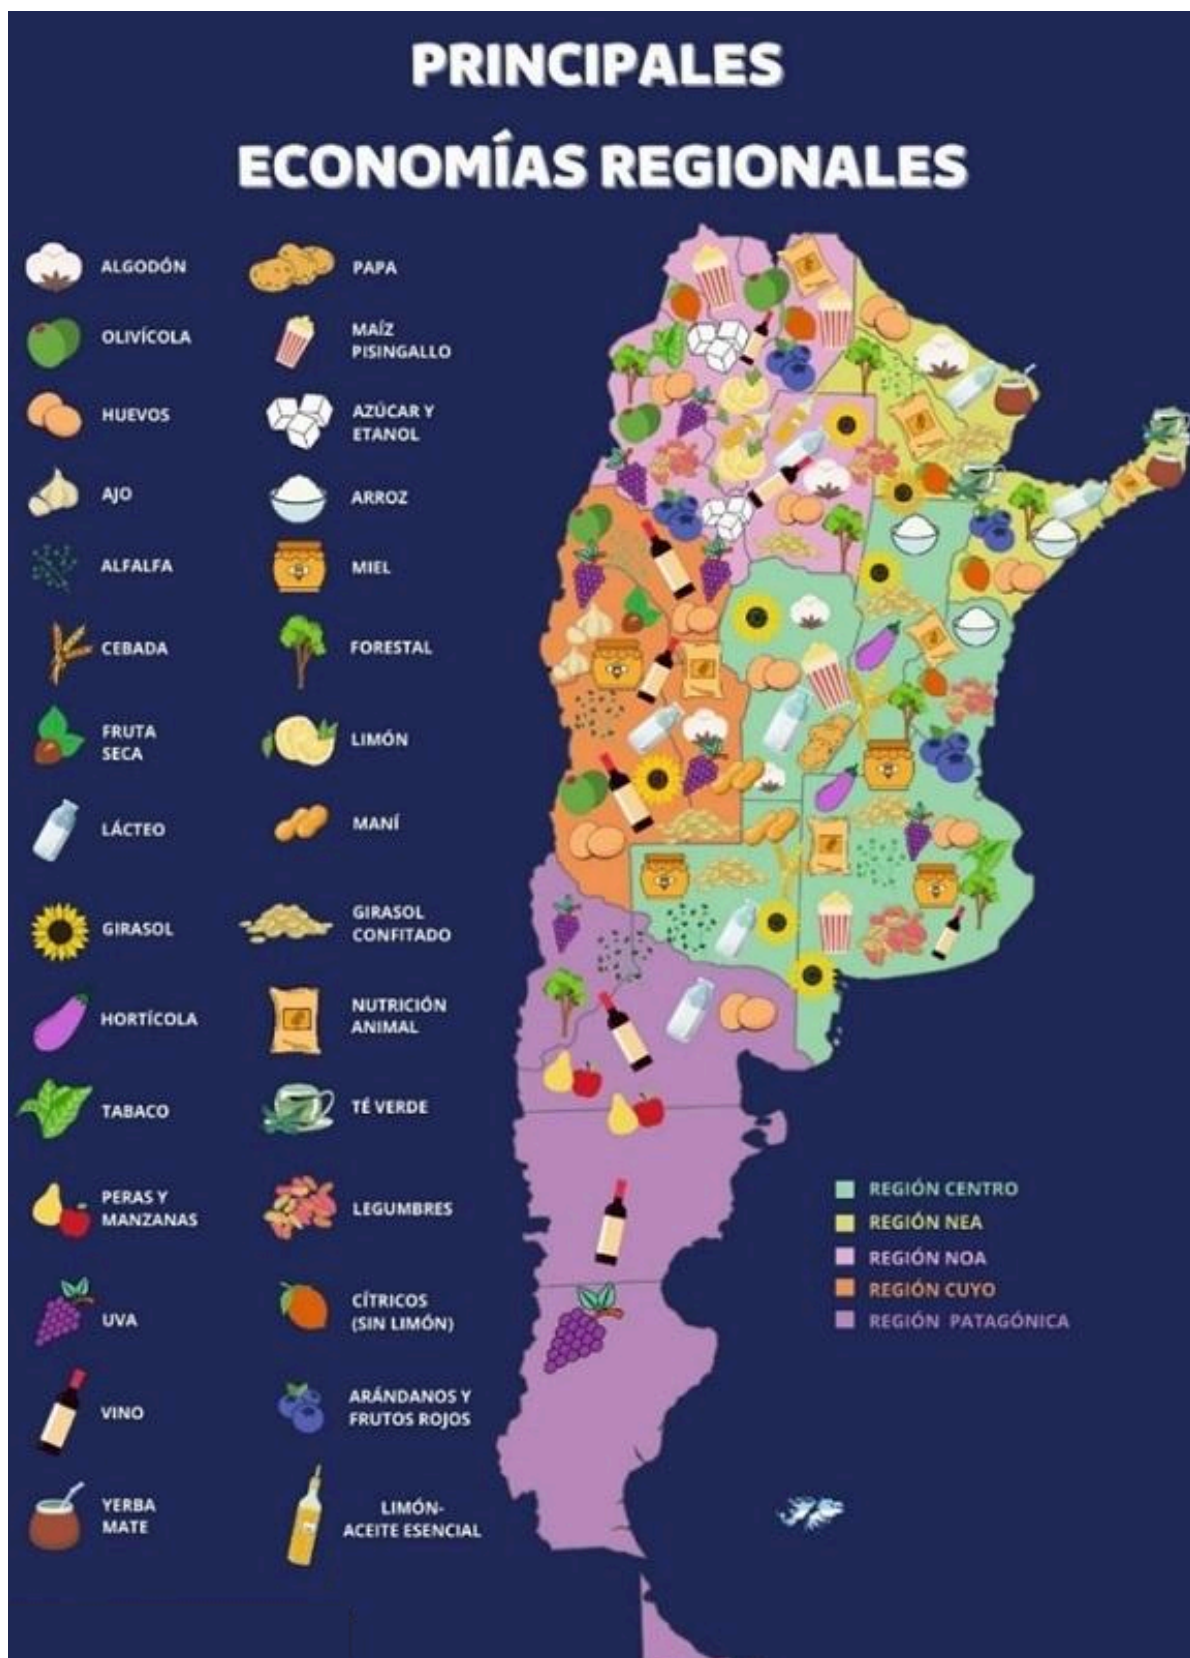 PRINCIPALES
ECONOMÍAS REGIONALES
ALGODÓN
OLIVÍCOLA
HUEVOS
AJO
ALFALFA
CEBADA
FRUTA
SECA
LÁCTEO
GIRASOL
HORTÍCOLA
TABACO
PERAS Y
MANZANAS
UVA
VINO
YERBA
MATE
PAPA
MAÍZ
PISINGALLO
AZÚCAR Y
ETANOL
ARROZ
MIEL
FORESTAL
LIMÓN
MANÍ
GIRASOL
CONFITADO
NUTRICIÓN
ANIMAL
TÉ VERDE
LEGUMBRES
CÍTRICOS
(SIN LIMÓN)
ARÁNDANOS Y
FRUTOS ROJOS
LIMÓN-
ACEITE ESENCIAL
REGIÓN CENTRO
REGIÓN NEA
REGIÓN NOA
REGIÓN CUYO
REGIÓN PATAGÓNICA